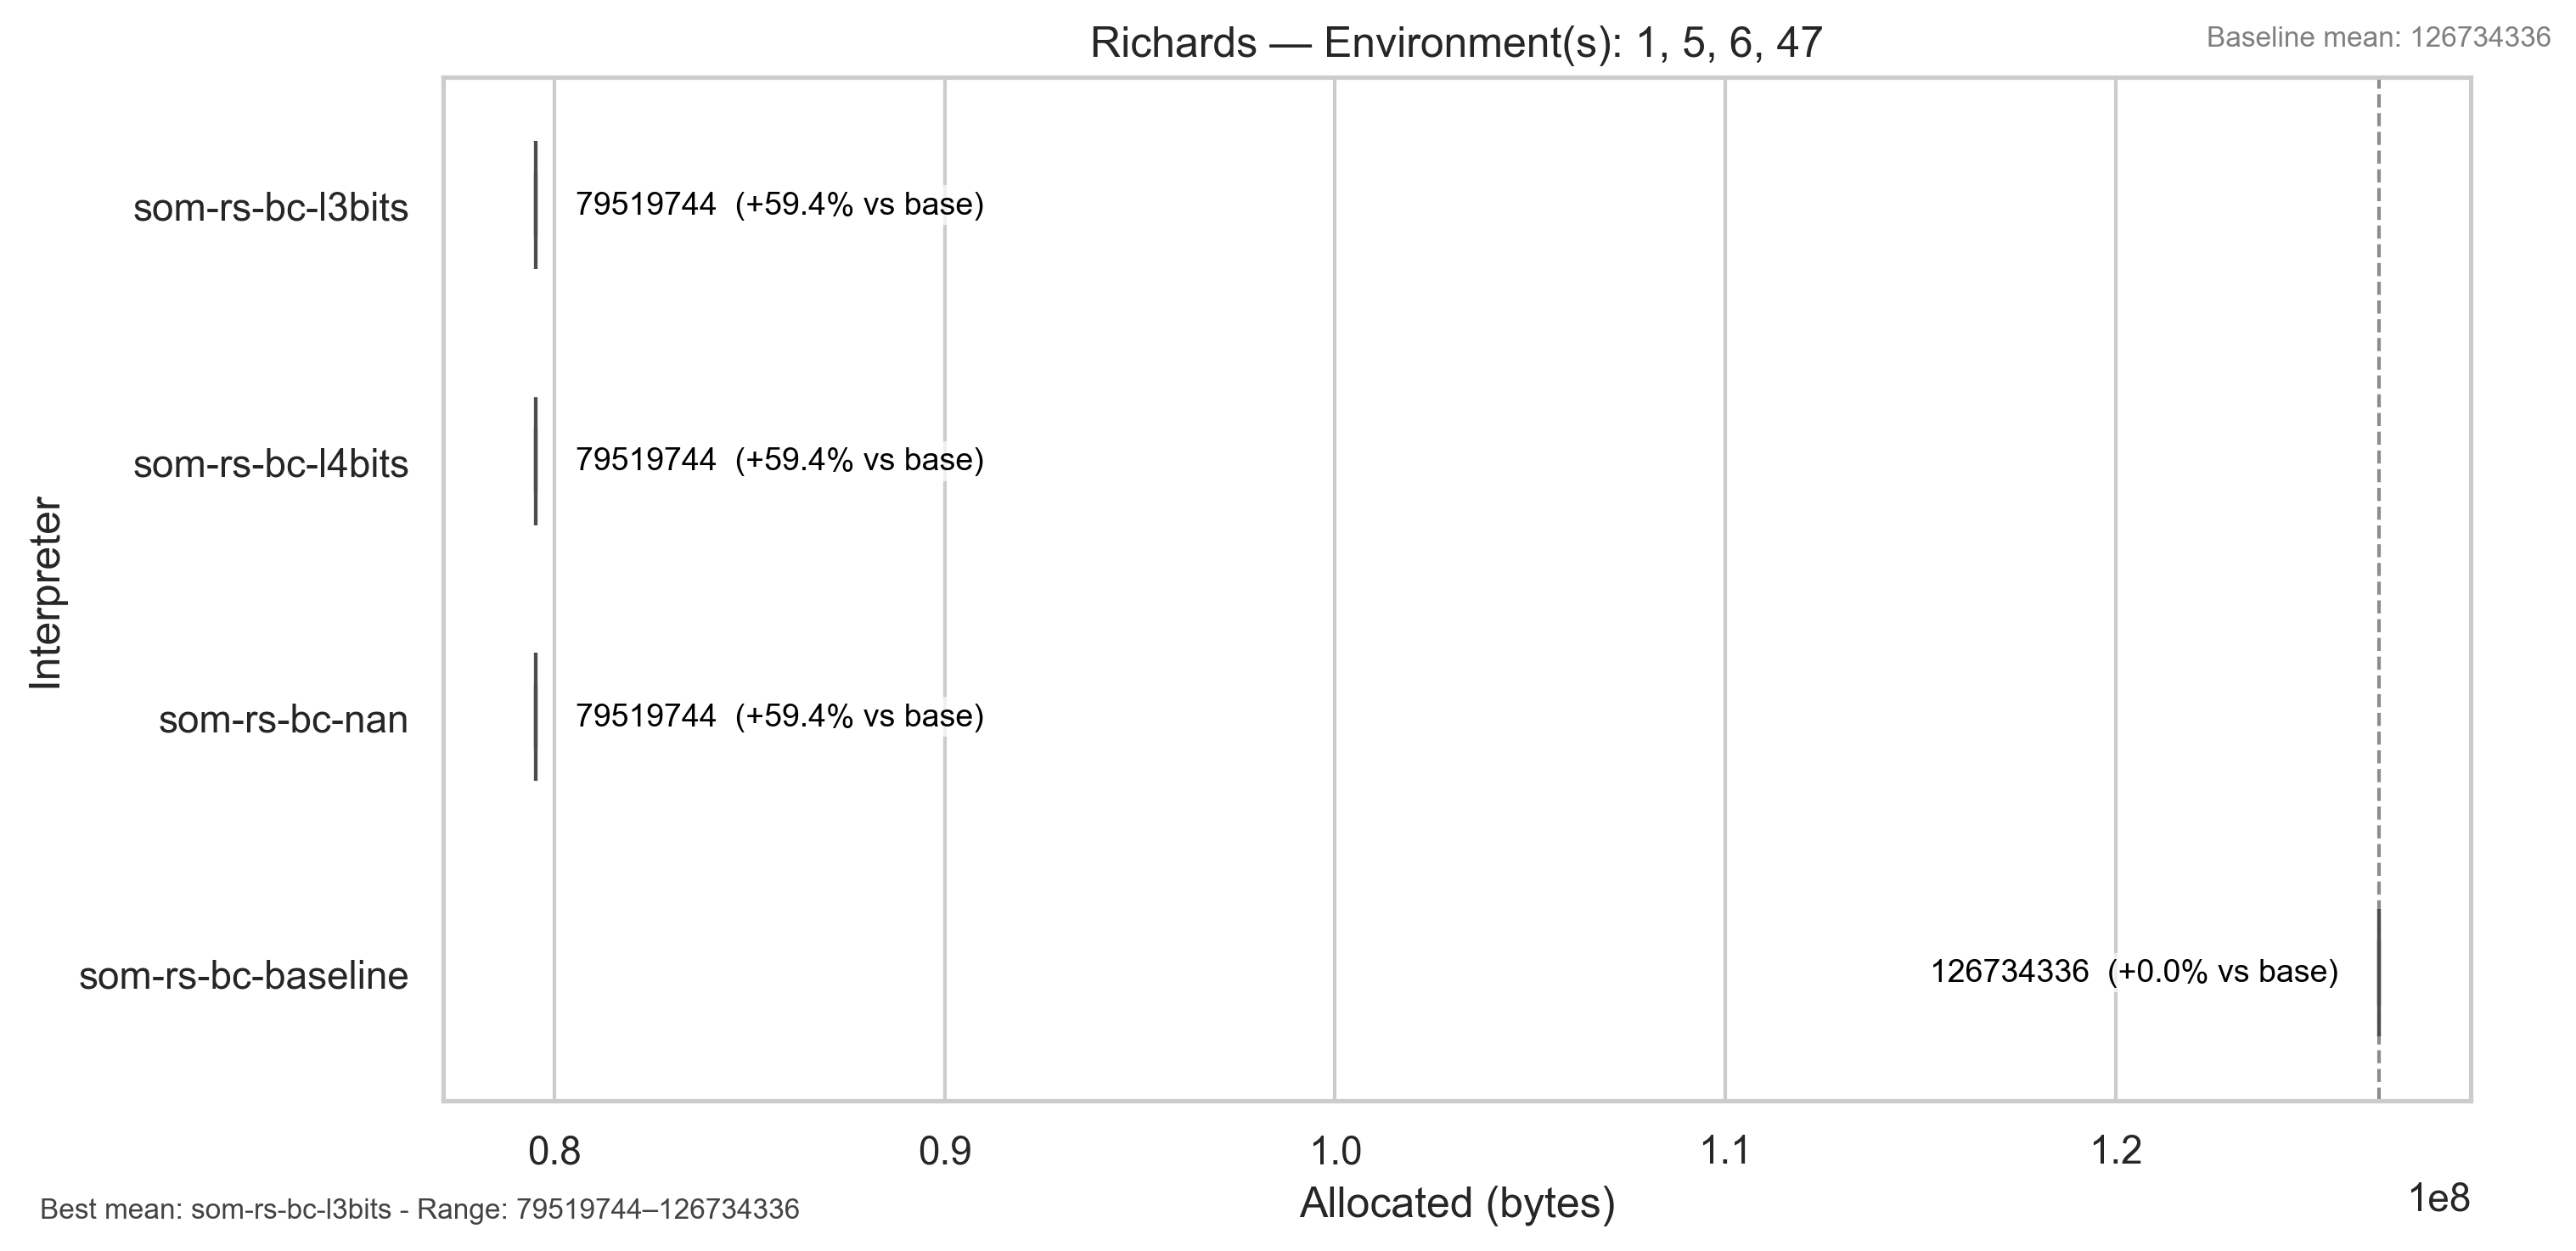 Richards — Environment(s): 1, 5, 6, 47
Baseline mean: 126734336
som-rs-bc-l3bits
79519744 (+59.4% vs base)
som-rs-bc-l4bits
79519744 (+59.4% vs base)
Interpreter
som-rs-bc-nan
79519744 (+59.4% vs base)
som-rs-bc-baseline
126734336 (+0.0% vs base)
0.8 0.9 1.0 1.1 1.2
1e8
Allocated (bytes)
Best mean: som-rs-bc-l3bits - Range: 79519744–126734336